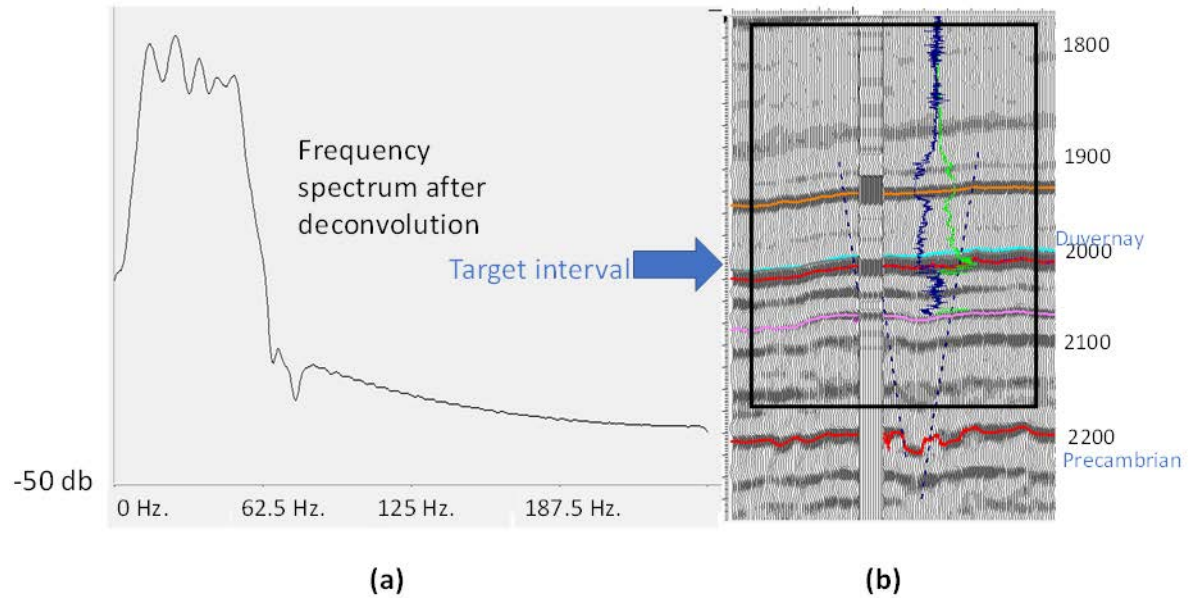 Frequency
spectrum after
deconvolution
Target interval
-50 db
0 Hz.
62.5 Hz.
125 Hz.
187.5 Hz.
1800
1900
Duvernay
2000
2100
2200
Precambrian
(a)
(b)